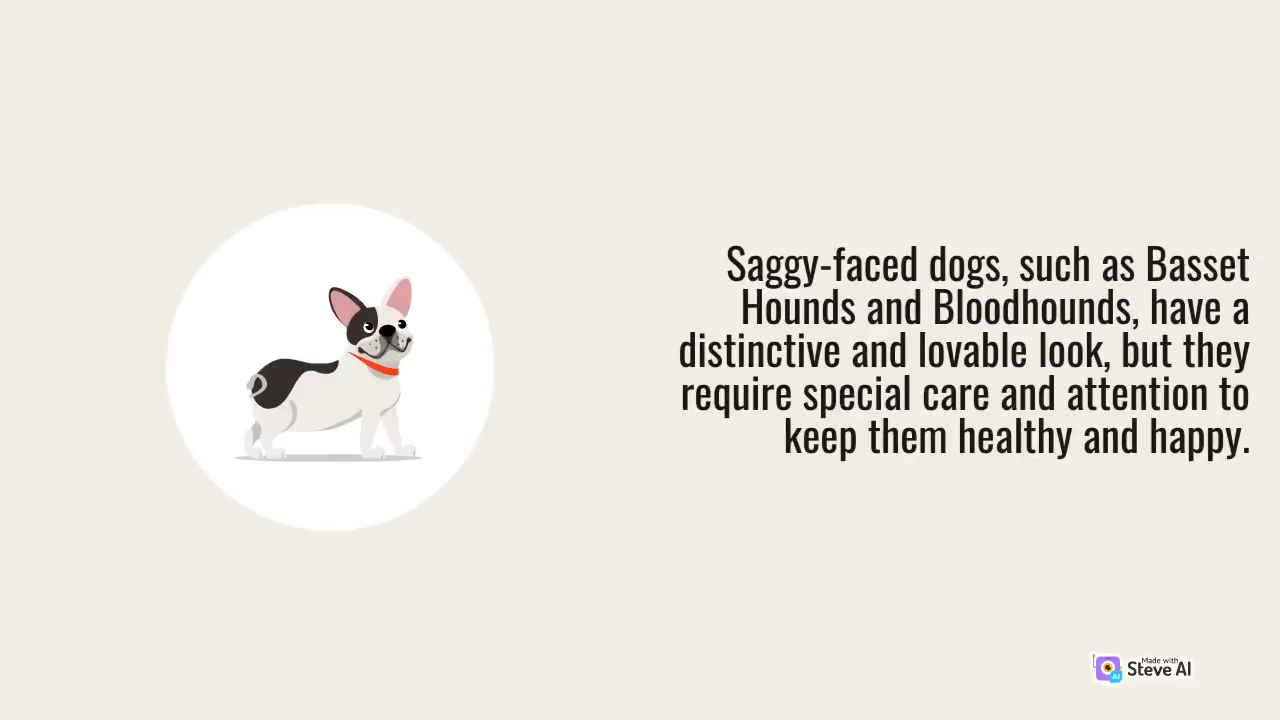 Saggy-faced dogs, such as Basset
Hounds and Bloodhounds, have a
distinctive and lovable look, but they
require special care and attention to
keep them healthy and happy.
Made with
Steve AI
AI